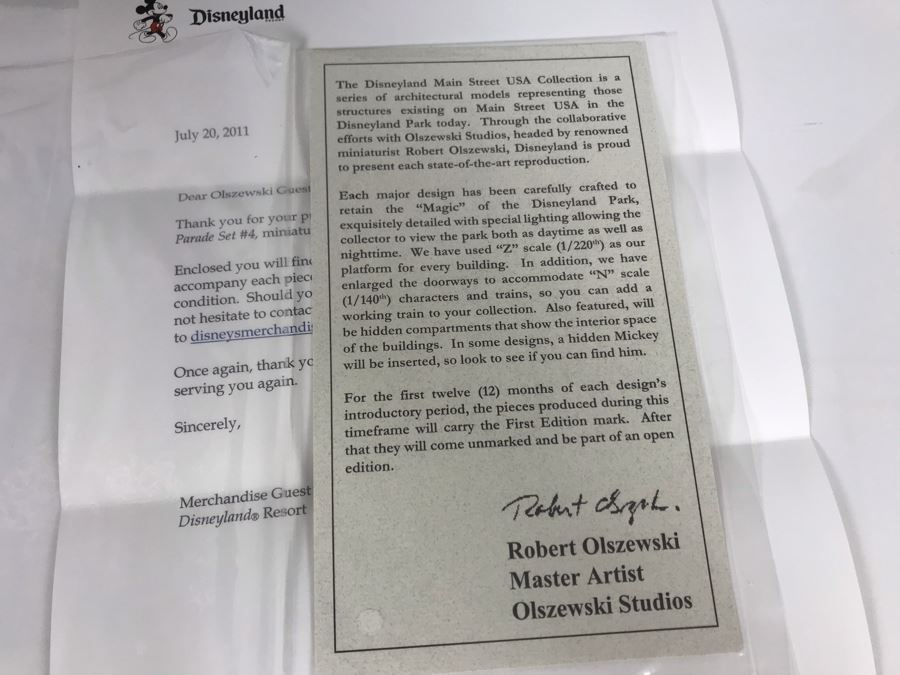 Disneyland
RESORT
July 20, 2011
Dear Olszewski Guest
Thank you for your
Parade Set #4,
Enclosed you will find
accompany each piec
condition. Should yo
not hesitate to contac
to disneysmerchandi
Once again, thank yo
serving you again.
Sincerely,
Merchandise Guest
Disneyland® Resort
The Disneyland Main Street USA Collection is a
series of architectural models representing those
structures existing on Main Street USA in the
Disneyland Park today. Through the collaborative
efforts with Olszewski Studios, headed by renowned
miniaturist Robert Olszewski, Disneyland is proud
to present each state-of-the-art reproduction.
Each major design has been carefully crafted to
retain the “Magic” of the Disneyland Park,
exquisitely detailed with special lighting allowing the
collector to view the park both as daytime as well as
nighttime. We have used “Z” scale (1/220th) as our
platform for every building. In addition, we have
enlarged the doorways to accommodate “N” scale
(1/140th) characters and trains, so you can add a
working train to your collection. Also featured, will
be hidden compartments that show the interior space
of the buildings. In some designs, a hidden Mickey
will be inserted, so look to see if you can find him.
For the first twelve (12) months of each design’s
introductory period, the pieces produced during this
timeframe will carry the First Edition mark. After
that they will come unmarked and be part of an open
edition.
Robert Olszewski
Master Artist
Olszewski Studios